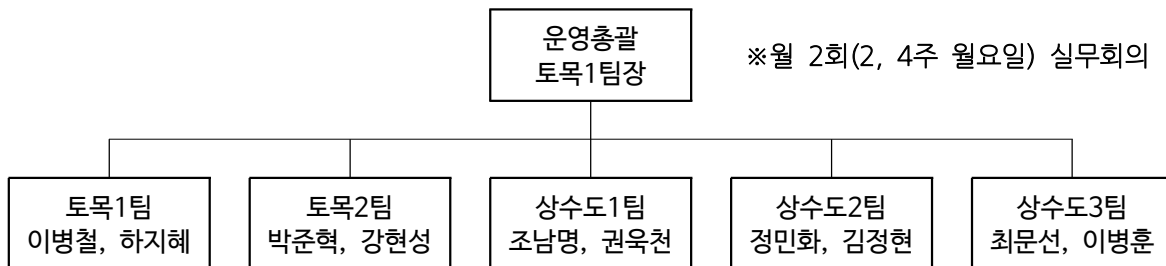 운영총괄
토목1팀장
※월 2회(2, 4주 월요일) 실무회의
토목1팀
이병철, 하지혜
토목2팀
박준혁, 강현성
상수도1팀
조남명, 권욱천
상수도2팀
정민화, 김정현
상수도3팀
최문선, 이병훈